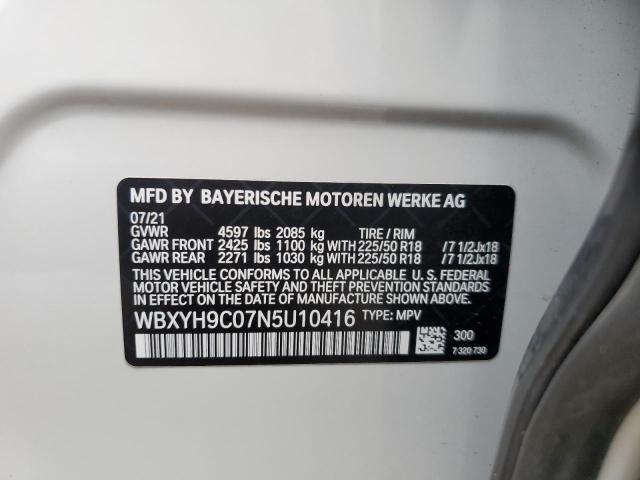 MFD BY BAYERISCHE MOTOREN WERKE AG
07/21
GVWR 4597 lbs 2085 kg TIRE / RIM
GAWR FRONT 2425 lbs 1100 kg WITH 225/50 R18 /7 1/2Jx18
GAWR REAR 2271 lbs 1030 kg WITH 225/50 R18 /7 1/2Jx18
THIS VEHICLE CONFORMS TO ALL APPLICABLE U. S. FEDERAL
MOTOR VEHICLE SAFETY BUMPER, AND THEFT PREVENTION
STANDARDS IN EFFECT ON THE DATE OF MANUFACTURE SHOWN ABOVE.
WBXYH9C07N5U10416 TYPE: MPV
300
7 320 730